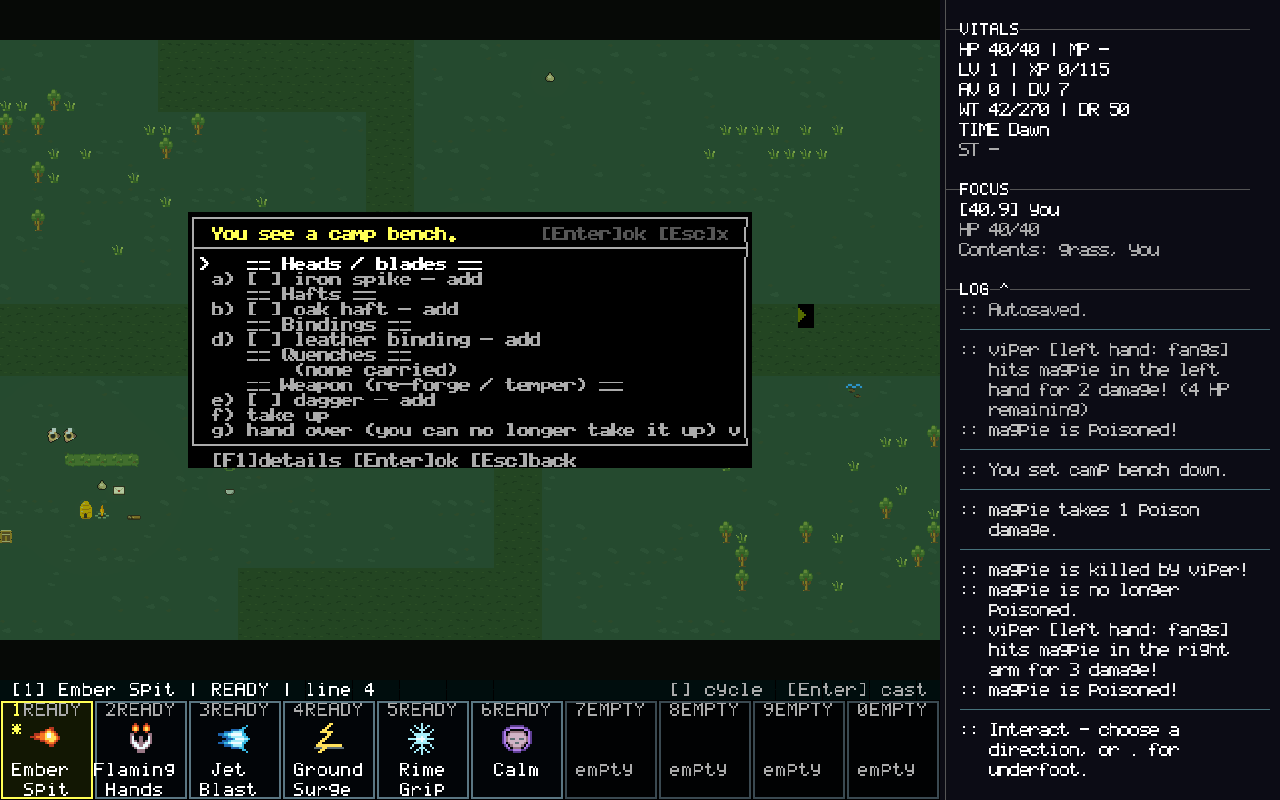 You see a camp bench. [Enter]ok [Esc]x
> == Heads / blades ==
a) [ ] iron spike — add
== Hafts ==
b) [ ] oak haft — add
== Bindings ==
d) [ ] leather binding — add
== Quenches ==
(none carried)
== Weapon (re-forge / temper) ==
e) [ ] dagger — add
f) take up
g) hand over (you can no longer take it up) v
[F1]details [Enter]ok [Esc]back
VITALS
HP 40/40 | MP -
LV 1 | XP 0/115
AV 0 | DV 7
WT 42/270 | DR 50
TIME Dawn
ST -
FOCUS
[40,9] You
HP 40/40
Contents: grass, You
LOG ^
:: Autosaved.
:: viPer [left hand: fangs]
hits magPie in the left
hand for 2 damage! (4 HP
remaining)
:: magPie is Poisoned!
:: You set camP bench down.
:: magPie takes 1 Poison
damage.
:: magPie is killed by viPer!
:: magPie is no longer
Poisoned.
:: viPer [left hand: fangs]
hits magPie in the right
arm for 3 damage!
:: magPie is Poisoned!
:: Interact - choose a
direction, or . for
underfoot.
[1] Ember SPit | READY | line 4 [] cycle [Enter] cast
1READY 2READY 3READY 4READY 5READY 6READY 7EMPTY 8EMPTY 9EMPTY 0EMPTY
*
Ember Flaming Jet Ground Rime Calm emPty emPty emPty emPty
SPit Hands Blast Surge GriP